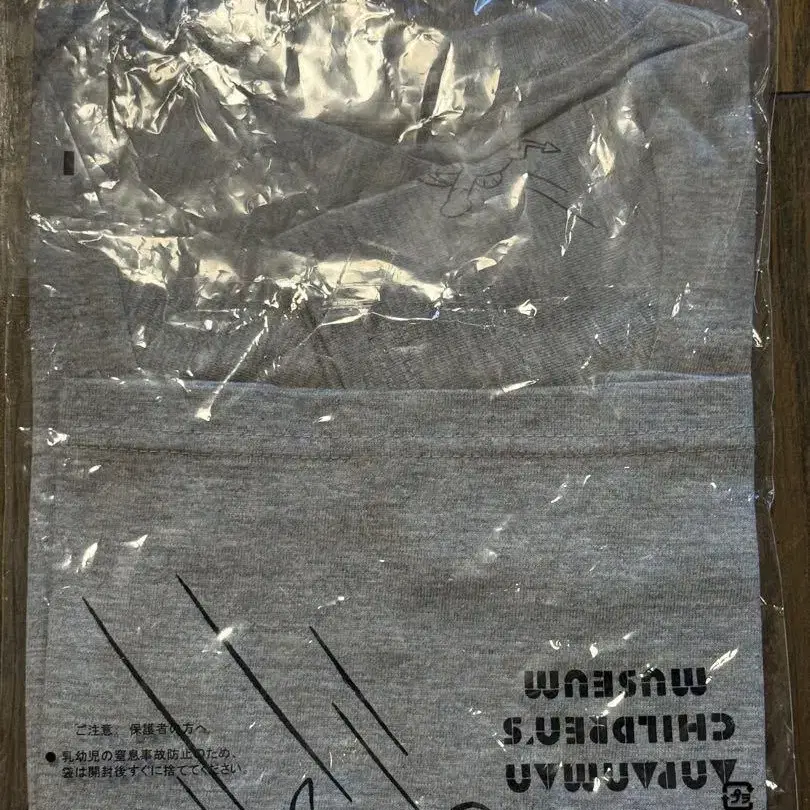 ANPANMAN
CHILDREN'S
MUSEUM
ご注意 保護者の方へ
●乳幼児の窒息事故防止のため、
袋は開封後すぐに捨ててください。
プラ